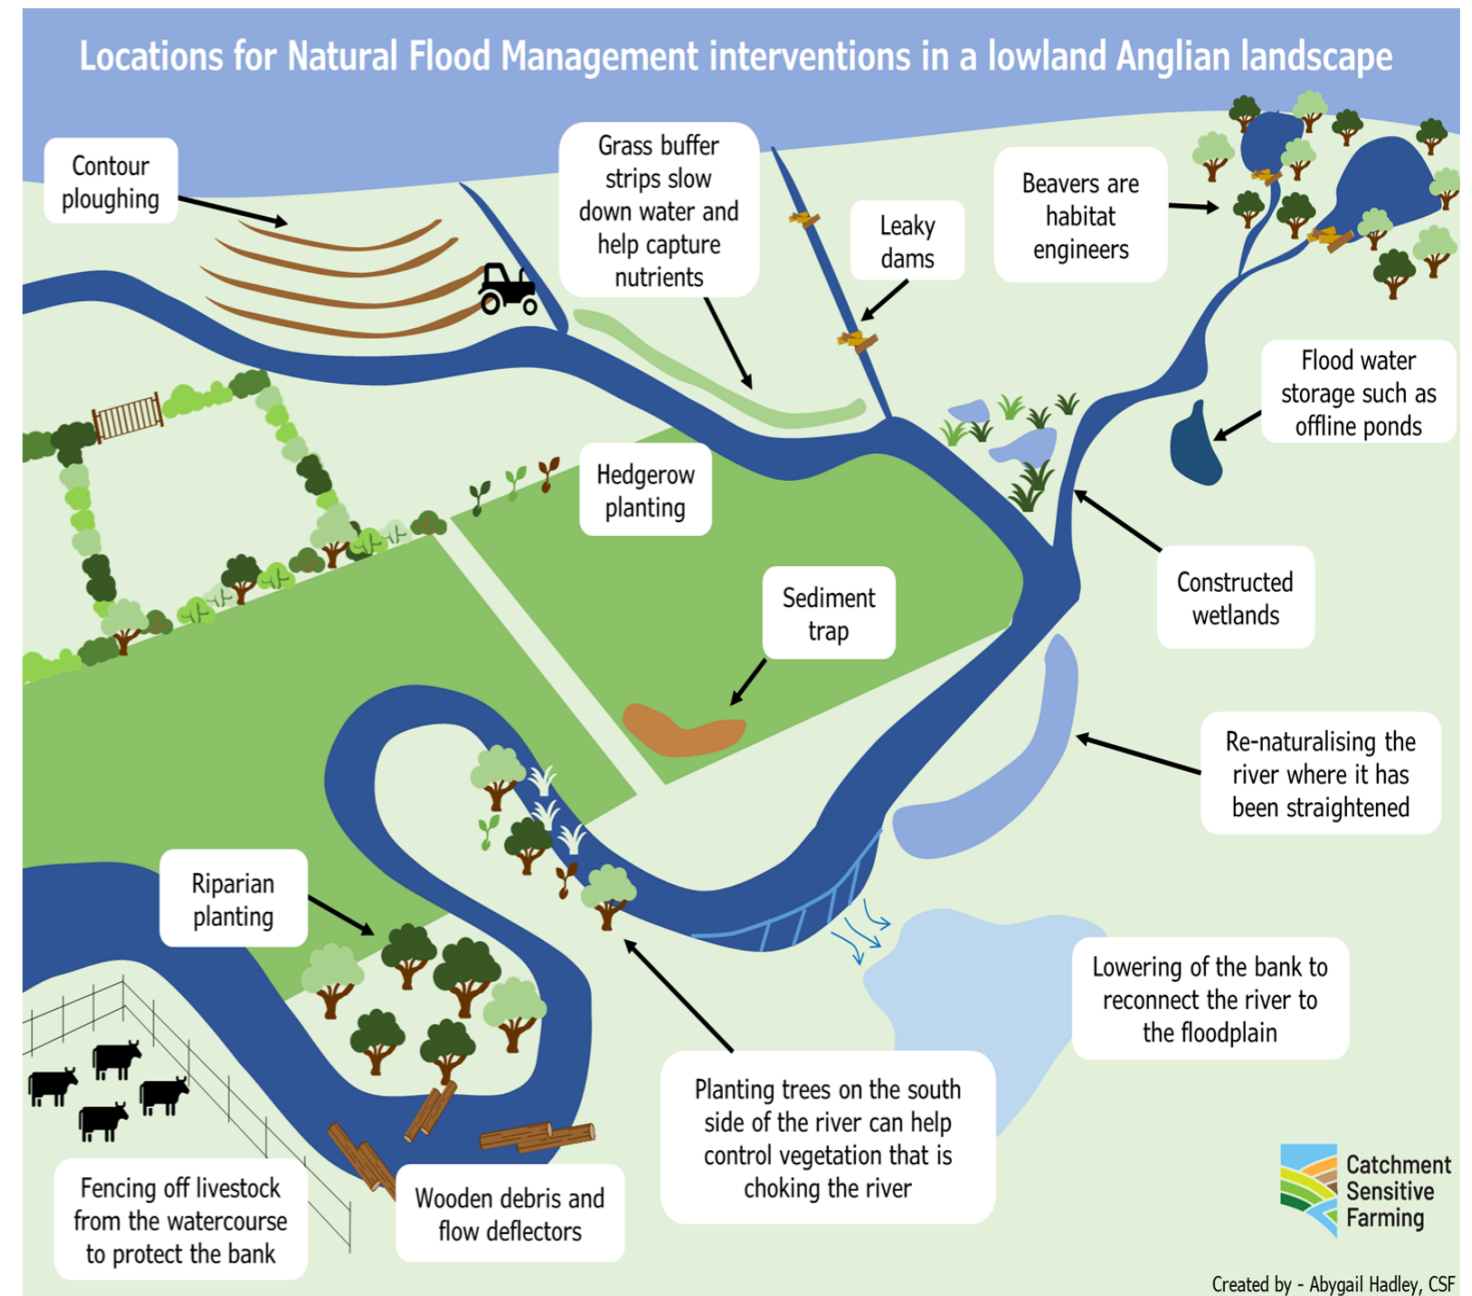 Locations for Natural Flood Management interventions in a lowland Anglian landscape
Contour
ploughing
Grass buffer
strips slow
down water and
help capture
nutrients
Leaky
dams
Beavers are
habitat
engineers
Flood water
storage such as
offline ponds
Hedgerow
planting
Constructed
wetlands
Sediment
trap
Re-naturalising the
river where it has
been straightened
Riparian
planting
Lowering of the bank to
reconnect the river to
the floodplain
Planting trees on the south
side of the river can help
control vegetation that is
choking the river
Fencing off livestock
from the watercourse
to protect the bank
Wooden debris and
flow deflectors
Catchment
Sensitive
Farming
Created by - Abygail Hadley, CSF